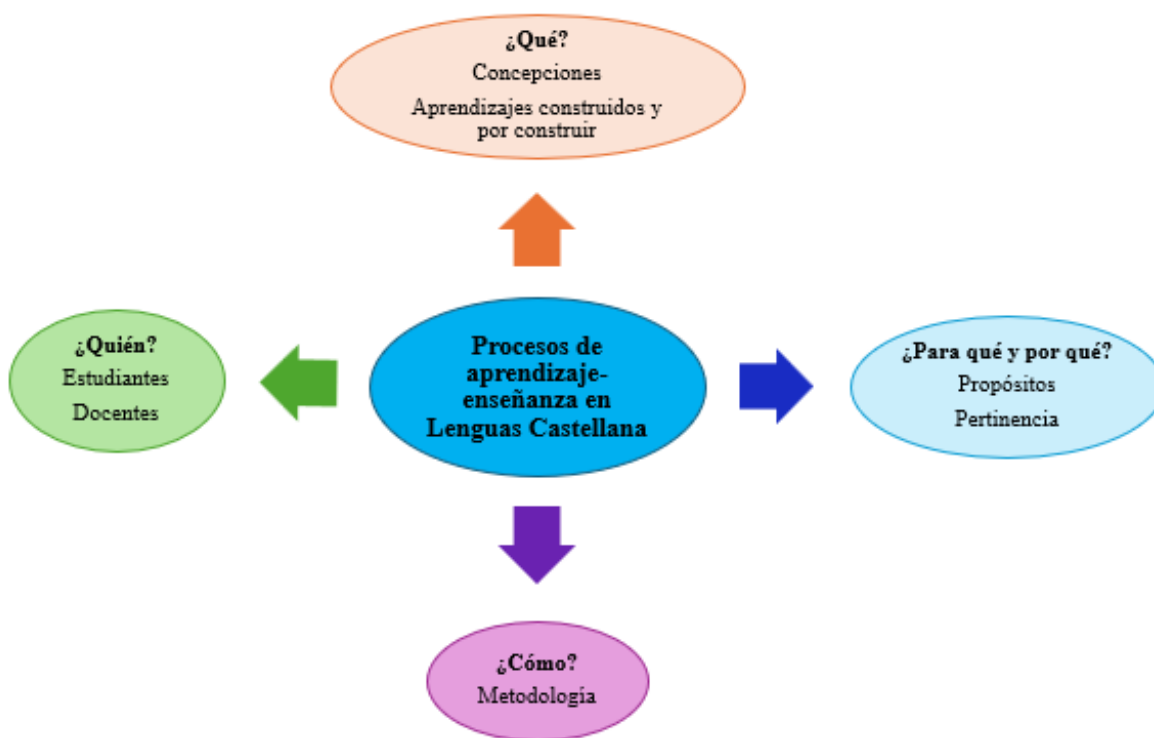 ¿Qué?
Concepciones
Aprendizajes construidos y
por construir
¿Quién?
Estudiantes
Docentes
Procesos de
aprendizaje-
enseñanza en
Lenguas Castellana
¿Para qué y por qué?
Propósitos
Pertinencia
¿Cómo?
Metodología